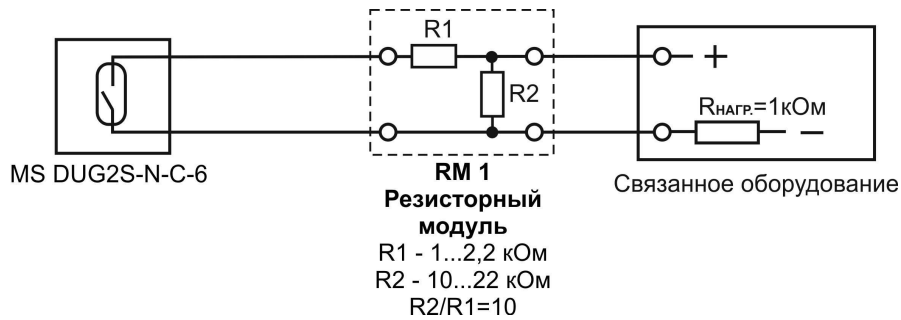 R1
R2
+
Rнагр.=1кОм
−
MS DUG2S-N-C-6
RM 1
Резисторный
модуль
R1 - 1...2,2 кОм
R2 - 10...22 кОм
R2/R1=10
Связанное оборудование